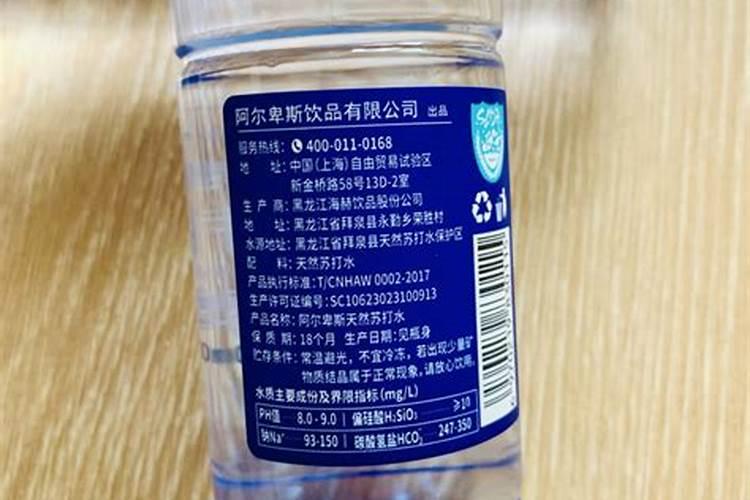 阿尔卑斯饮品有限公司 出品
服务热线: 400-011-0168
地 址: 中国(上海)自由贸易试验区
新金桥路58号13D-2室
生 产 商: 黑龙江海赫饮品股份公司
地 址: 黑龙江省拜泉县永勤乡荣胜村
水源地址: 黑龙江省拜泉县天然苏打水保护区
配 料: 天然苏打水
产品执行标准: T/CNHAW 0002-2017
生产许可证编号: SC10623023100913
产品名称: 阿尔卑斯天然苏打水
保 质 期: 18个月 生产日期: 见瓶身
贮存条件: 常温避光，不宜冷冻，若出现少量矿
物质结晶属于正常现象，请放心饮用。
水质主要成份及界限指标(mg/L)
PH值 8.0-9.0 偏硅酸H₂SiO₃ ≥10
钠Na⁺ 93-150 碳酸氢盐HCO₃⁻ 247-350